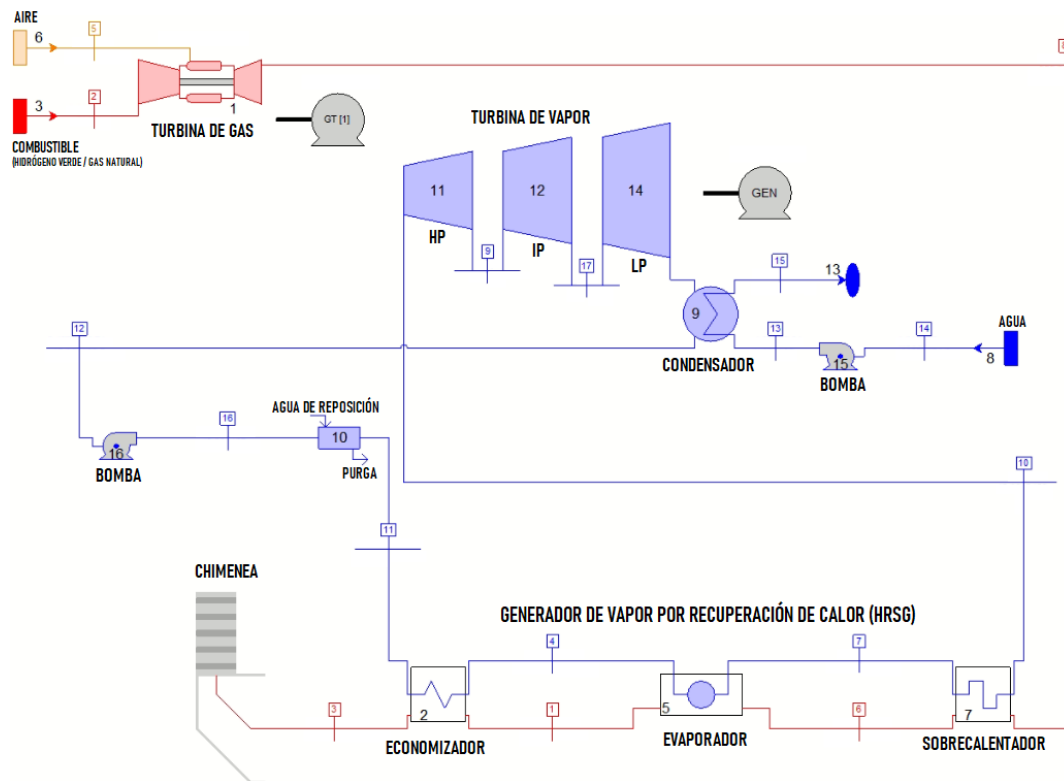 AIRE
6
5
8
3
2
1
COMBUSTIBLE
(HIDRÓGENO VERDE / GAS NATURAL)
TURBINA DE GAS
GT [1]
TURBINA DE VAPOR
11
12
14
GEN
HP
IP
LP
9
17
15
13
9
AGUA
12
13
14
8
CONDENSADOR
15
BOMBA
AGUA DE REPOSICIÓN
16
10
16
BOMBA
PURGA
10
11
CHIMENEA
GENERADOR DE VAPOR POR RECUPERACIÓN DE CALOR (HRSG)
4
7
3
2
1
5
6
7
ECONOMIZADOR
EVAPORADOR
SOBRECALENTADOR